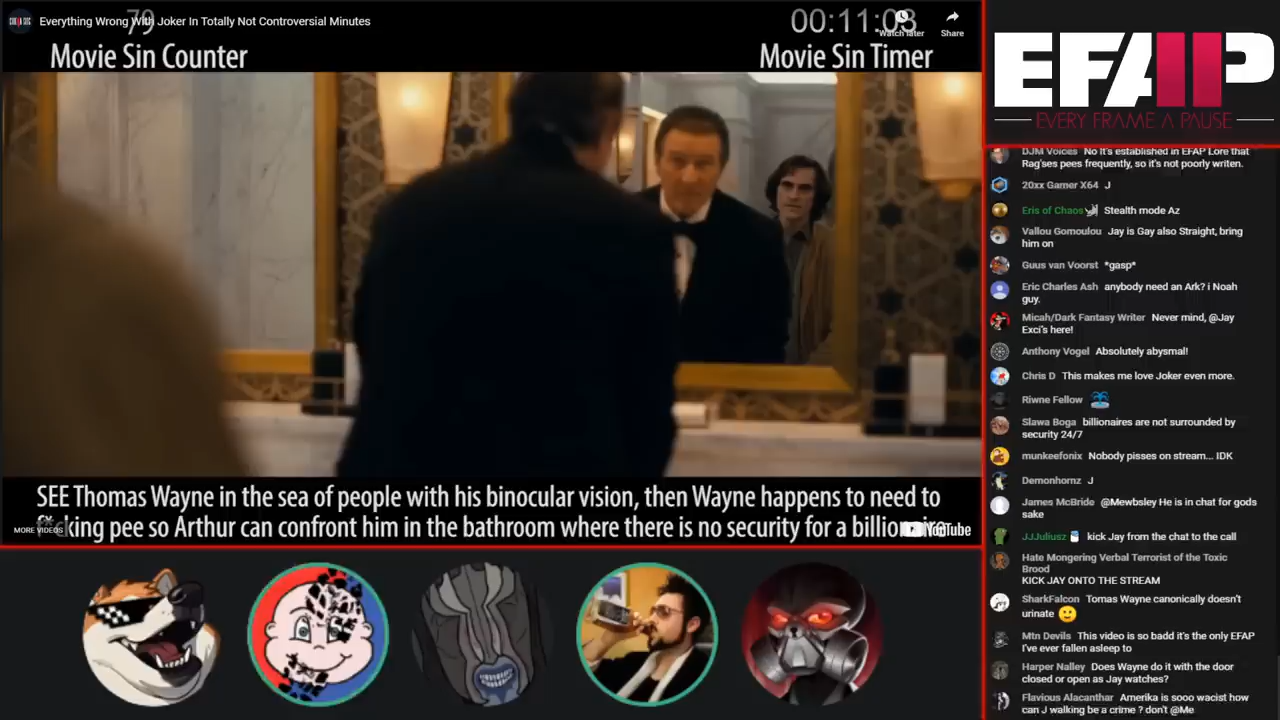 Everything Wrong With Joker In Totally Not Controversial Minutes
79
00:11:03
Watch later
Share
Movie Sin Counter
Movie Sin Timer
SEE Thomas Wayne in the sea of people with his binocular vision, then Wayne happens to need to
f*cking pee so Arthur can confront him in the bathroom where there is no security for a billionaire
MORE VIDEOS
YouTube
EFAP
EVERY FRAME A PAUSE
DJM Voices No it's established in EFAP Lore that
Rag'ses pees frequently, so it's not poorly writen.
20xx Gamer X64 J
Eris of Chaos Stealth mode Az
Vallou Gomoulou Jay is Gay also Straight, bring
him on
Guus van Voorst *gasp*
Eric Charles Ash anybody need an Ark? i Noah
guy.
Micah/Dark Fantasy Writer Never mind, @Jay
Exci's here!
Anthony Vogel Absolutely abysmal!
Chris D This makes me love Joker even more.
Riwne Fellow
Slawa Boga billionaires are not surrounded by
security 24/7
munkeefonix Nobody pisses on stream... IDK
Demonhornz J
James McBride @Mewbsley He is in chat for gods
sake
JJJuliusz kick Jay from the chat to the call
Hate Mongering Verbal Terrorist of the Toxic
Brood
KICK JAY ONTO THE STREAM
SharkFalcon Tomas Wayne canonically doesn't
urinate
Mtn Devils This video is so badd it's the only EFAP
I've ever fallen asleep to
Harper Nalley Does Wayne do it with the door
closed or open as Jay watches?
Flavious Alacanthar Amerika is sooo wacist how
can J walking be a crime ? don't @Me